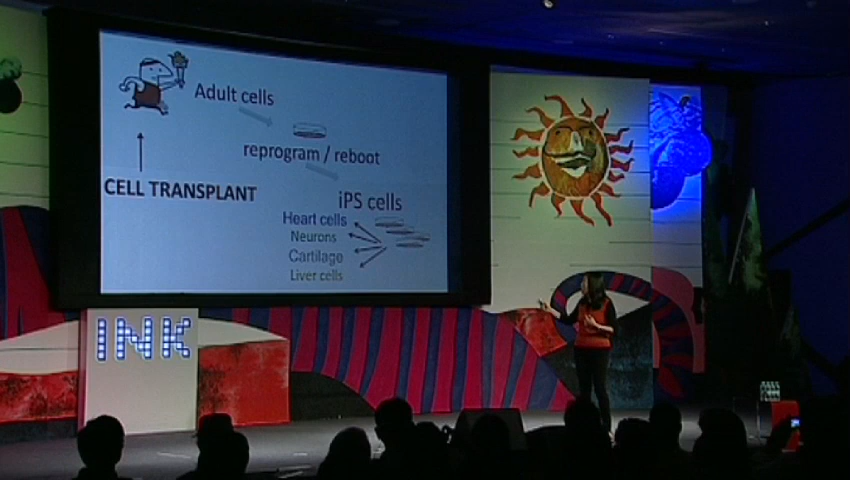 Adult cells
reprogram / reboot
CELL TRANSPLANT
iPS cells
Heart cells
Neurons
Cartilage
Liver cells
INK